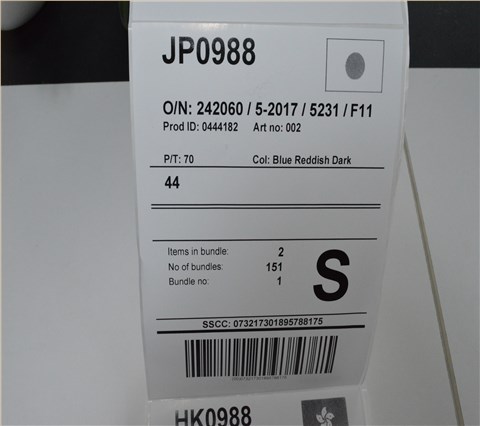 JP0988
O/N: 242060 / 5-2017 / 5231 / F11
Prod ID: 0444182 Art no: 002
P/T: 70 Col: Blue Reddish Dark
44
Items in bundle: 2
No of bundles: 151
Bundle no: 1
S
SSCC: 073217301895788175
HK0988